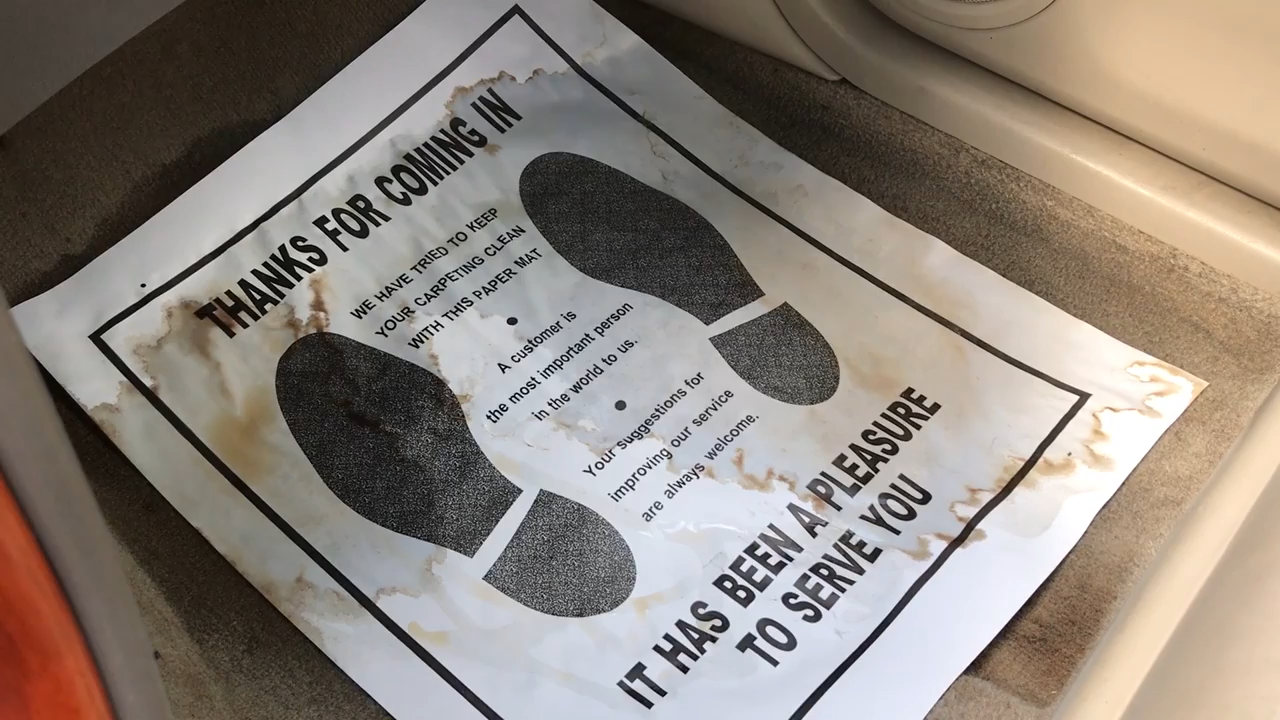 THANKS FOR COMING IN
WE HAVE TRIED TO KEEP
YOUR CARPETING CLEAN
WITH THIS PAPER MAT
A customer is
the most important person
in the world to us.
Your suggestions for
improving our service
are always welcome.
IT HAS BEEN A PLEASURE
TO SERVE YOU